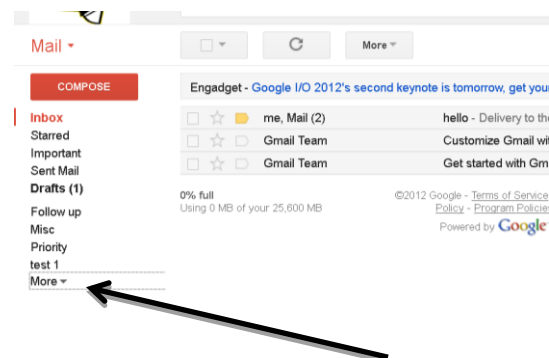 Mail
More
COMPOSE
Engadget - Google I/O 2012's second keynote is tomorrow, get your
Inbox
me, Mail (2) hello - Delivery to the
Starred
Gmail Team Customize Gmail wit
Important
Gmail Team Get started with Gm
Sent Mail
Drafts (1)
0% full
Using 0 MB of your 25,600 MB
©2012 Google - Terms of Service
Policy - Program Policies
Powered by Google
Follow up
Misc
Priority
test 1
More